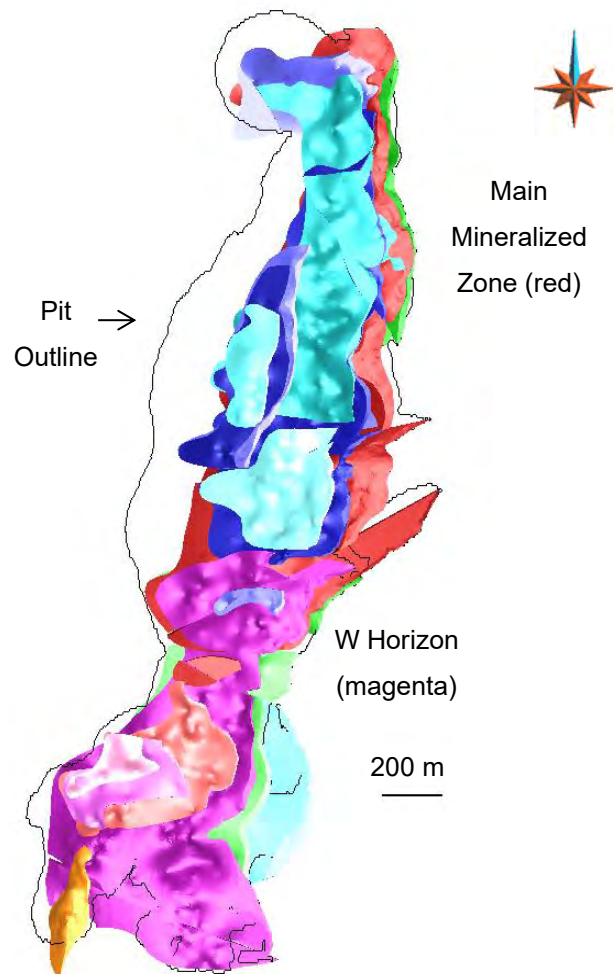 Main
Mineralized
Zone (red)
Pit
Outline
W Horizon
(magenta)
200 m